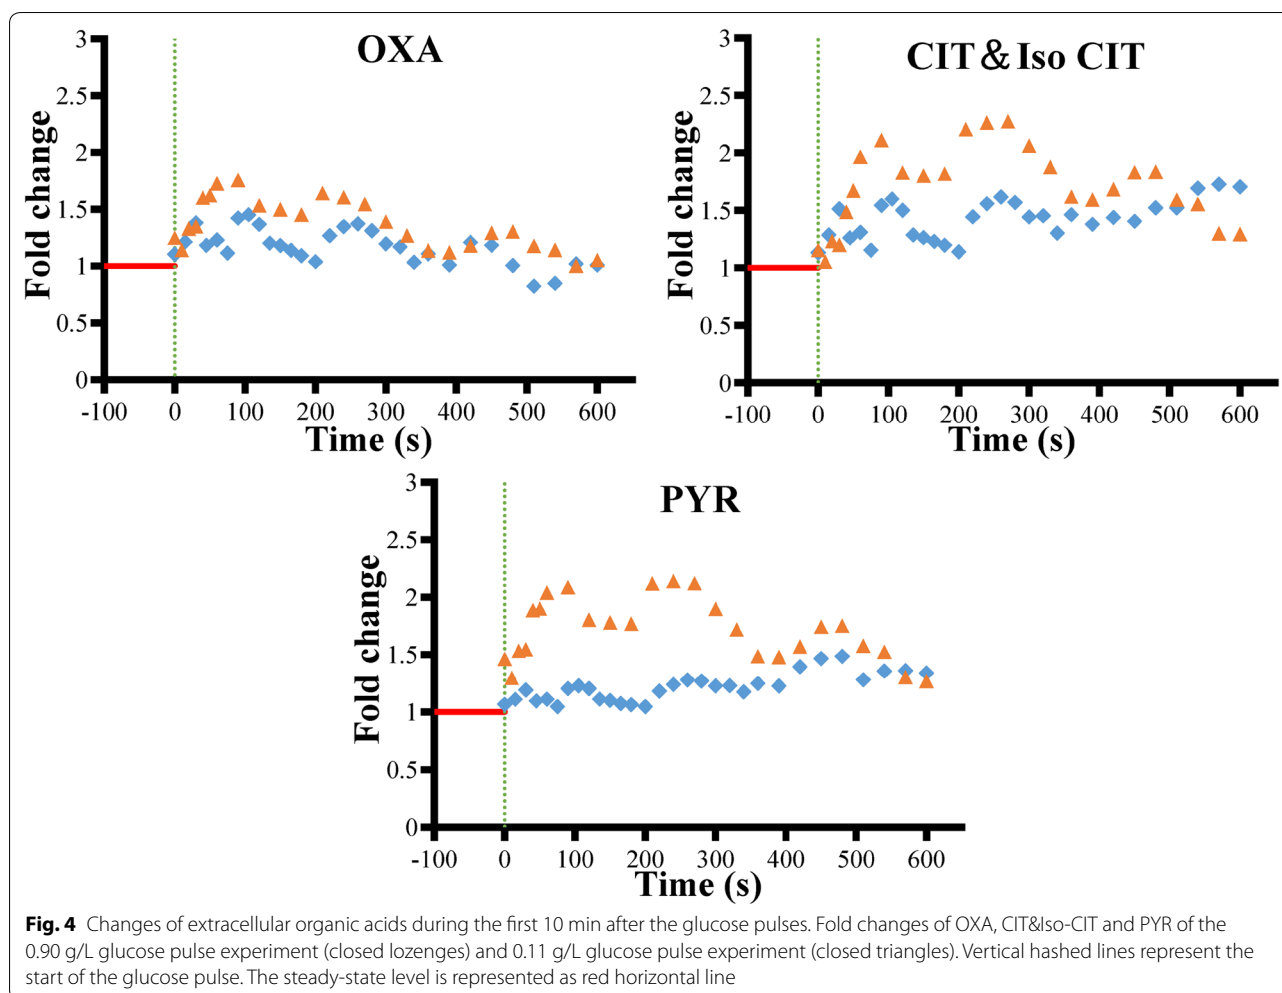 OXA
3
2.5
2
1.5
1
0.5
0
Fold change
-100 0 100 200 300 400 500 600
Time (s)
CIT & Iso CIT
3
2.5
2
1.5
1
0.5
0
Fold change
-100 0 100 200 300 400 500 600
Time (s)
PYR
3
2.5
2
1.5
1
0.5
0
Fold change
-100 0 100 200 300 400 500 600
Time (s)
Fig. 4 Changes of extracellular organic acids during the first 10 min after the glucose pulses. Fold changes of OXA, CIT&Iso-CIT and PYR of the
0.90 g/L glucose pulse experiment (closed lozenges) and 0.11 g/L glucose pulse experiment (closed triangles). Vertical hashed lines represent the
start of the glucose pulse. The steady-state level is represented as red horizontal line